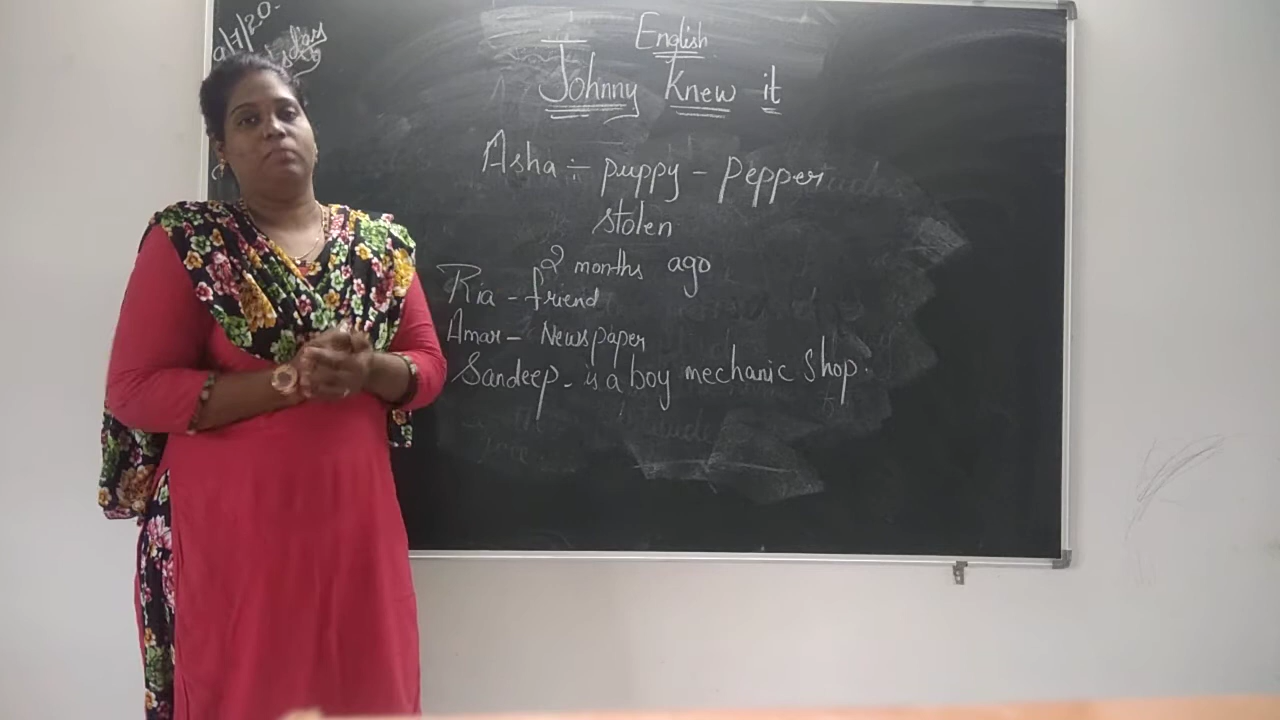 English
Johnny Knew it
Asha :- puppy - Pepper
stolen
2 months ago
Ria - friend
Amar - Newspaper
Sandeep - is a boy mechanic Shop.